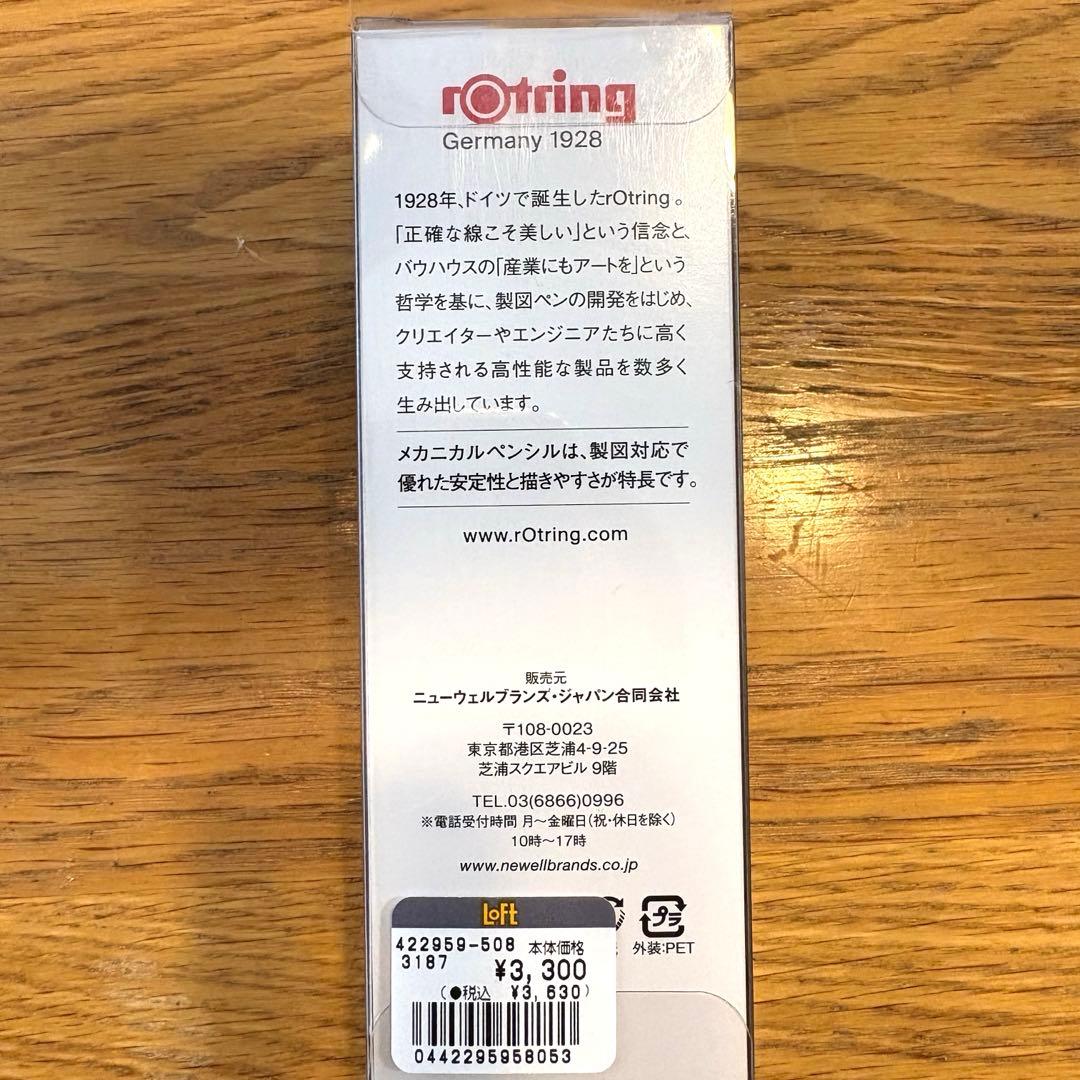 rOtring
Germany 1928
1928年、ドイツで誕生したrOtring。
「正確な線こそ美しい」という信念と、
バウハウスの「産業にもアートを」という
哲学を基に、製図ペンの開発をはじめ、
クリエイターやエンジニアたちに高く
支持される高性能な製品を数多く
生み出しています。
メカニカルペンシルは、製図対応で
優れた安定性と描きやすさが特長です。
www.rOtring.com
販売元
ニューウェルブランズ・ジャパン合同会社
〒108-0023
東京都港区芝浦4-9-25
芝浦スクエアビル 9階
TEL.03(6866)0996
※電話受付時間 月〜金曜日(祝・休日を除く)
10時〜17時
www.newellbrands.co.jp
プラ
外装:PET
LOFT
422959-508 本体価格
3187 ¥3,300
(●税込 ¥3,630)
0442295958053